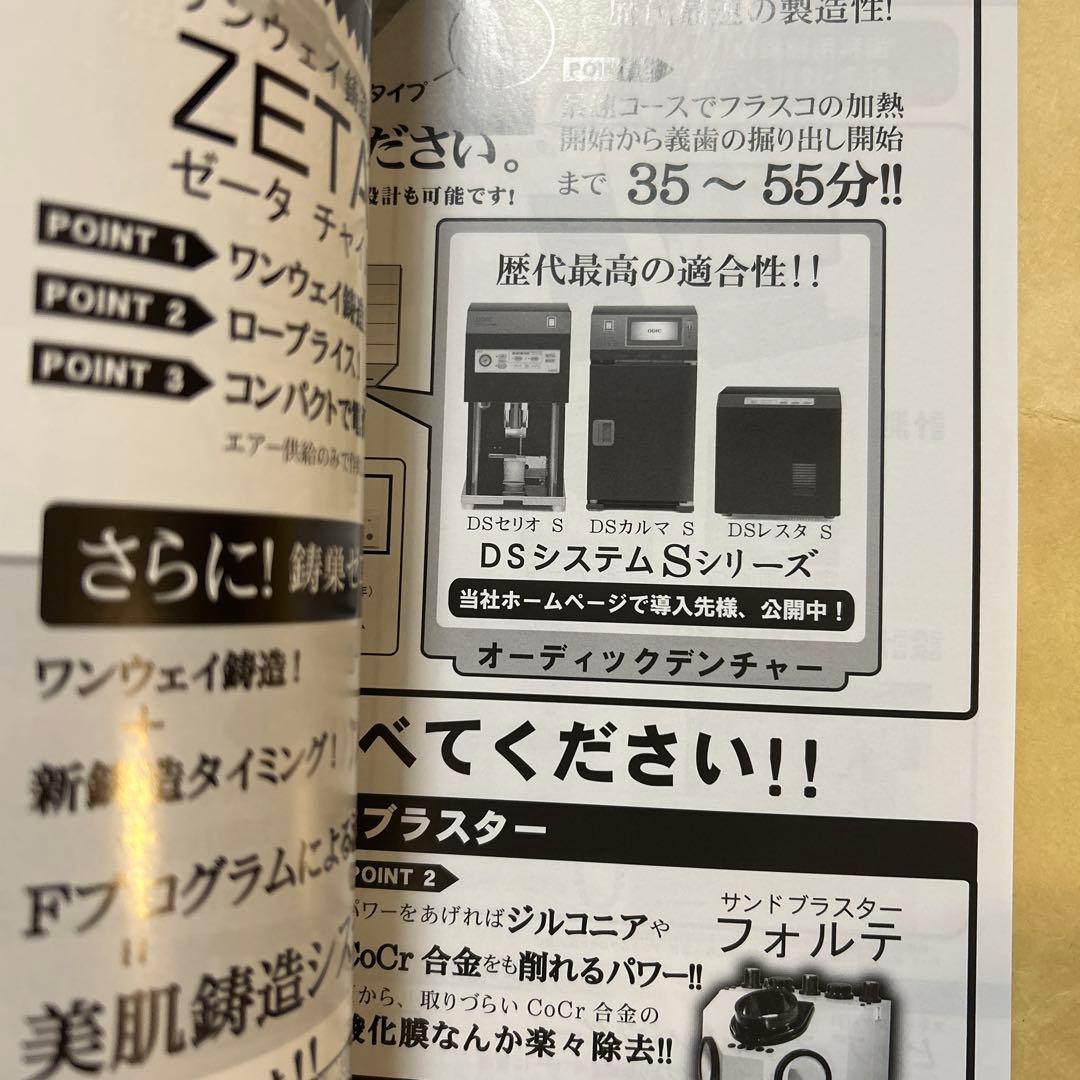 ワンウェイ鋳
ZETA
ゼータ チャ
POINT 1
ワンウェイ鋳造
POINT 2
ロープライス！
POINT 3
コンパクトで
エアー供給のみで
さらに！鋳巣ゼ
ワンウェイ鋳造！
＋
新鋳造タイミング！
Fプログラムによる
＝
美肌鋳造シス
!!
の製造性！
タイプ
ださい。
設計も可能です！
コースでフラスコの加熱
開始から義歯の掘り出し開始
まで 35～55分!!
歴代最高の適合性!!
ODIC
DSセリオ S
DSカルマ S
DSレスタ S
DSシステムSシリーズ
当社ホームページで導入先様、公開中！
オーディックデンチャー
べてください!!
ブラスター
POINT 2
パワーをあげればジルコニアや
CoCr 合金をも削れるパワー!!
から、取りづらい CoCr 合金の
酸化膜なんか楽々除去!!
サンドブラスター
フォルテ